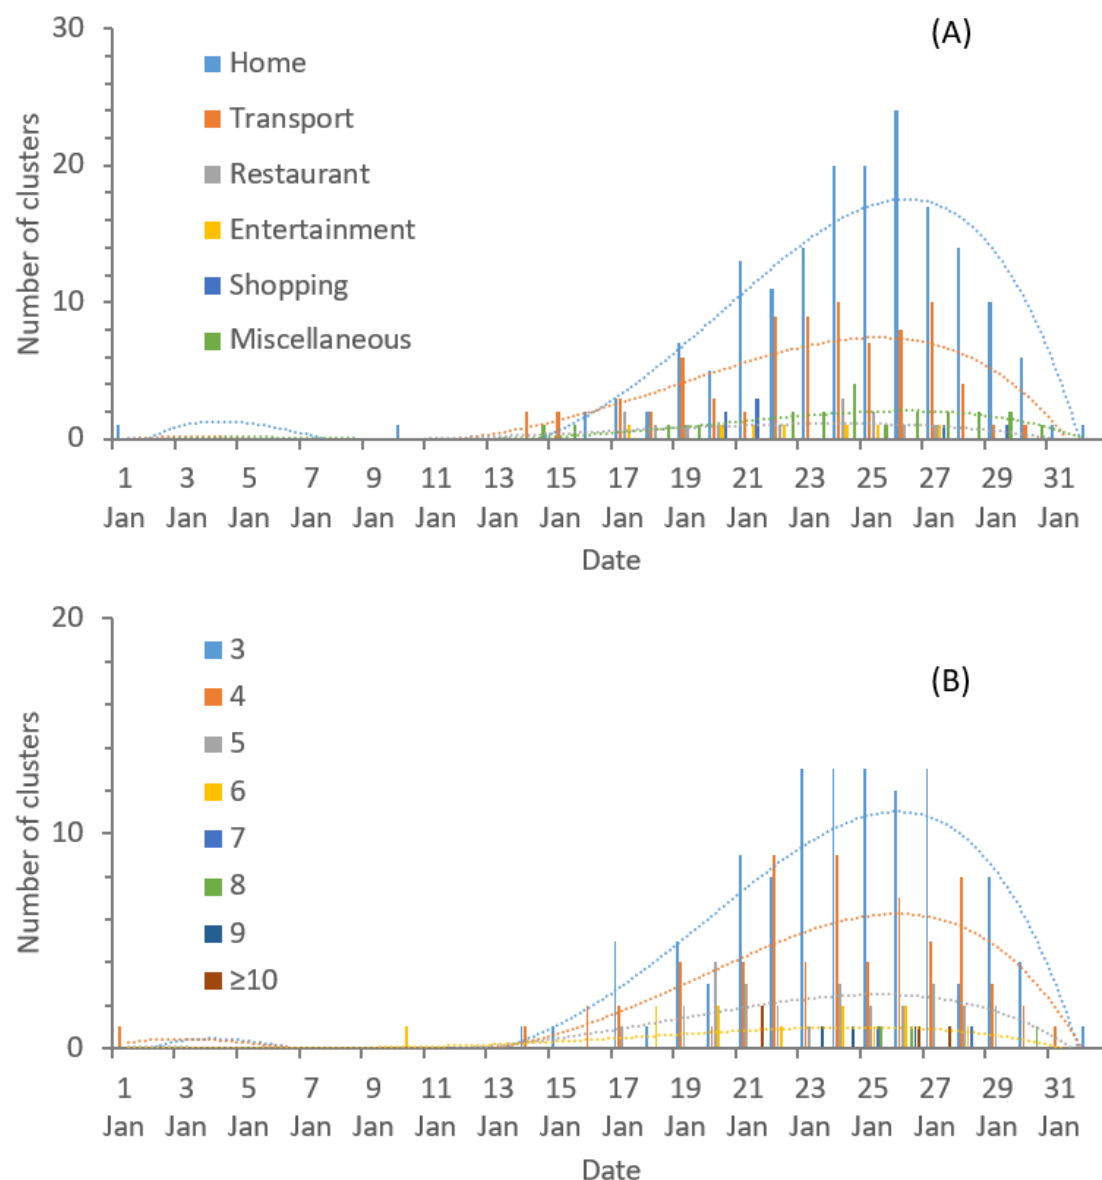 (A)
30
20
10
0
Number of clusters
Home
Transport
Restaurant
Entertainment
Shopping
Miscellaneous
1 3 5 7 9 11 13 15 17 19 21 23 25 27 29 31
Jan Jan Jan Jan Jan Jan Jan Jan Jan Jan Jan Jan Jan Jan Jan Jan
Date
(B)
20
10
0
Number of clusters
3
4
5
6
7
8
9
≥10
1 3 5 7 9 11 13 15 17 19 21 23 25 27 29 31
Jan Jan Jan Jan Jan Jan Jan Jan Jan Jan Jan Jan Jan Jan Jan Jan
Date